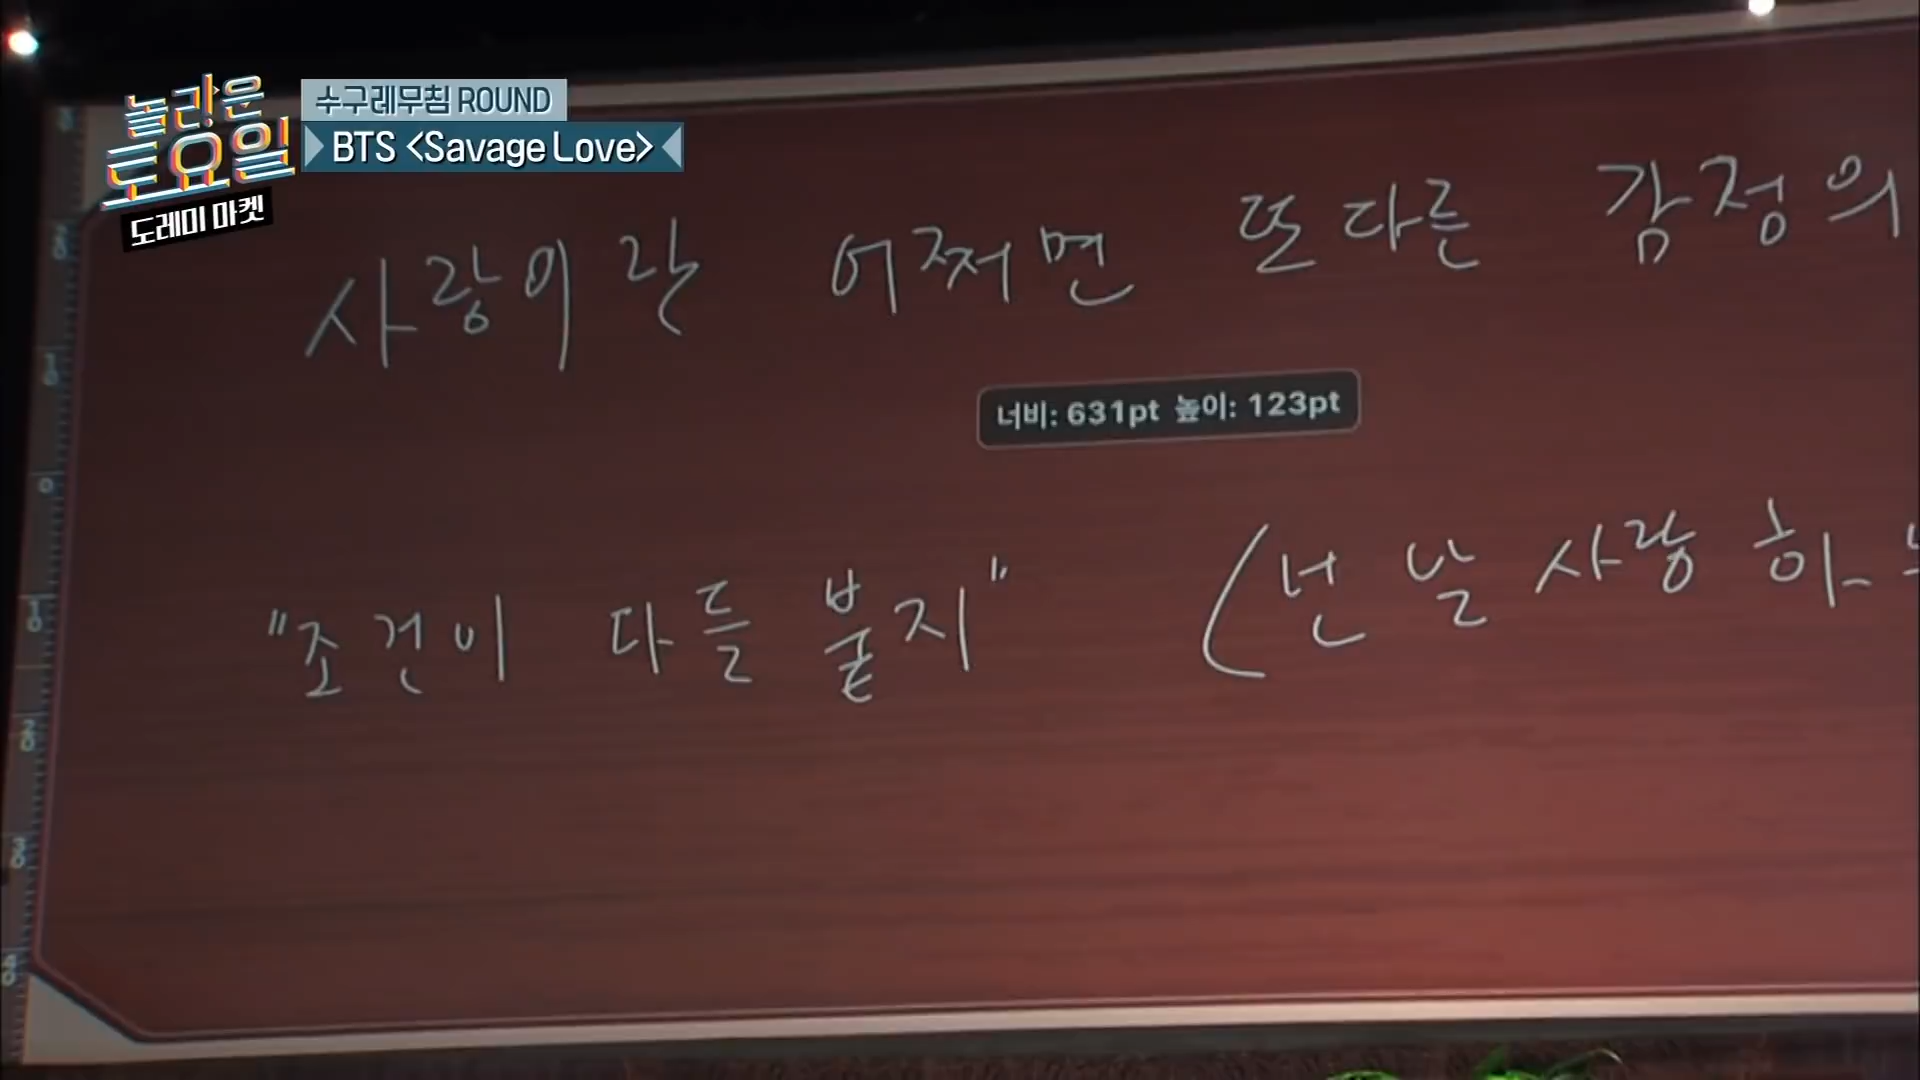 놀라운 토요일
도레미 마켓
수구레무침 ROUND
BTS <Savage Love>
사랑이란 어쩌면 또다른 감정의
너비: 631pt 높이: 123pt
"조건이 다들 붙지" (넌 날 사랑하